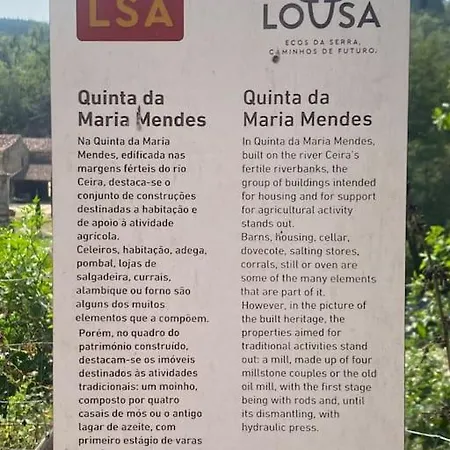 LSA
LOUSA
ECOS DA SERRA,
CAMINHOS DE FUTURO.
Quinta da
Maria Mendes
Na Quinta da Maria
Mendes, edificada nas
margens férteis do rio
Ceira, destaca-se o
conjunto de construções
destinadas a habitação e
de apoio à atividade
agrícola.
Celeiros, habitação, adega,
pombal, lojas de
salgadeira, currais,
alambique ou forno são
alguns dos muitos
elementos que a compõem.
Porém, no quadro do
património construído,
destacam-se os imóveis
destinados às atividades
tradicionais: um moinho,
composto por quatro
casais de mós ou o antigo
lagar de azeite, com
primeiro estágio de varas
Quinta da
Maria Mendes
In Quinta da Maria Mendes,
built on the river Ceira's
fertile riverbanks, the
group of buildings intended
for housing and for support
for agricultural activity
stands out.
Barns, housing, cellar,
dovecote, salting stores,
corrals, still or oven are
some of the many elements
that are part of it.
However, in the picture of
the built heritage, the
properties aimed for
traditional activities stand
out: a mill, made up of four
millstone couples or the old
oil mill, with the first stage
being with rods and, until
its dismantling, with
hydraulic press.